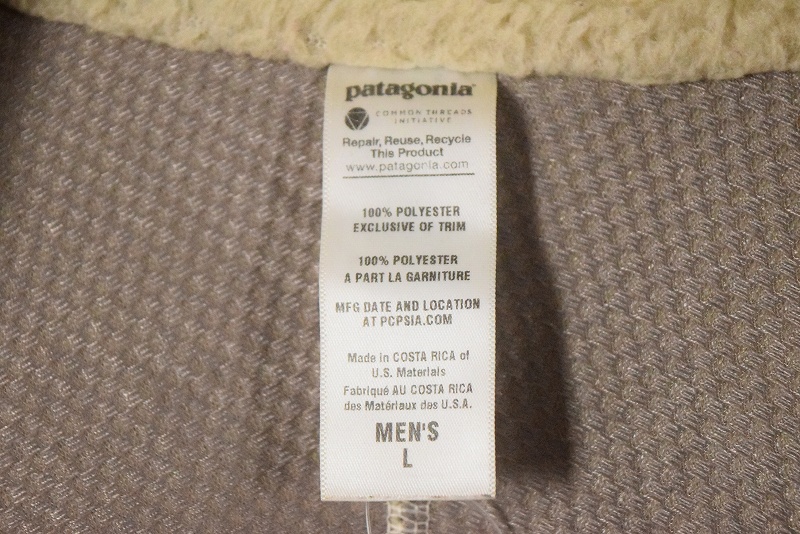 patagonia®
COMMON THREADS
INITIATIVE
Repair, Reuse, Recycle
This Product
www.patagonia.com
100% POLYESTER
EXCLUSIVE OF TRIM
100% POLYESTER
A PART LA GARNITURE
MFG DATE AND LOCATION
AT PCPSIA.COM
Made in COSTA RICA of
U.S. Materials
Fabriqué AU COSTA RICA
des Matériaux des U.S.A.
MEN'S
L